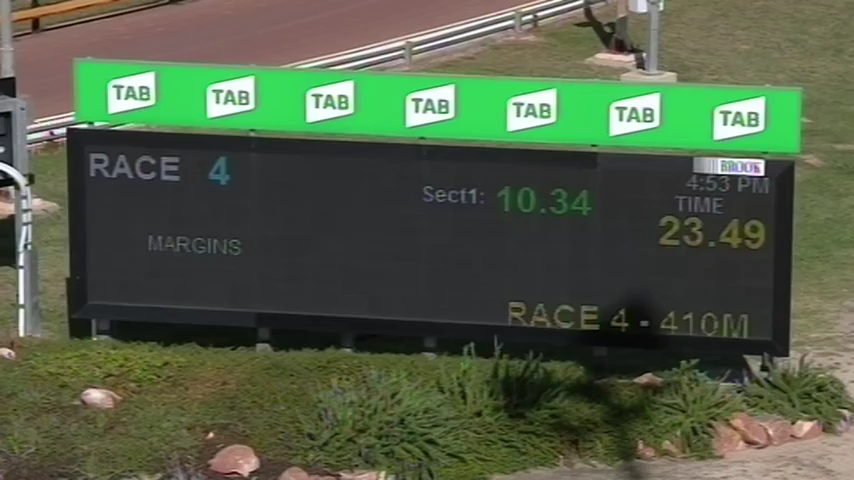 TAB TAB TAB TAB TAB TAB TAB
BROOK
RACE 4
4:53 PM
Sect1: 10.34
TIME
23.49
MARGINS
RACE 4 - 410M